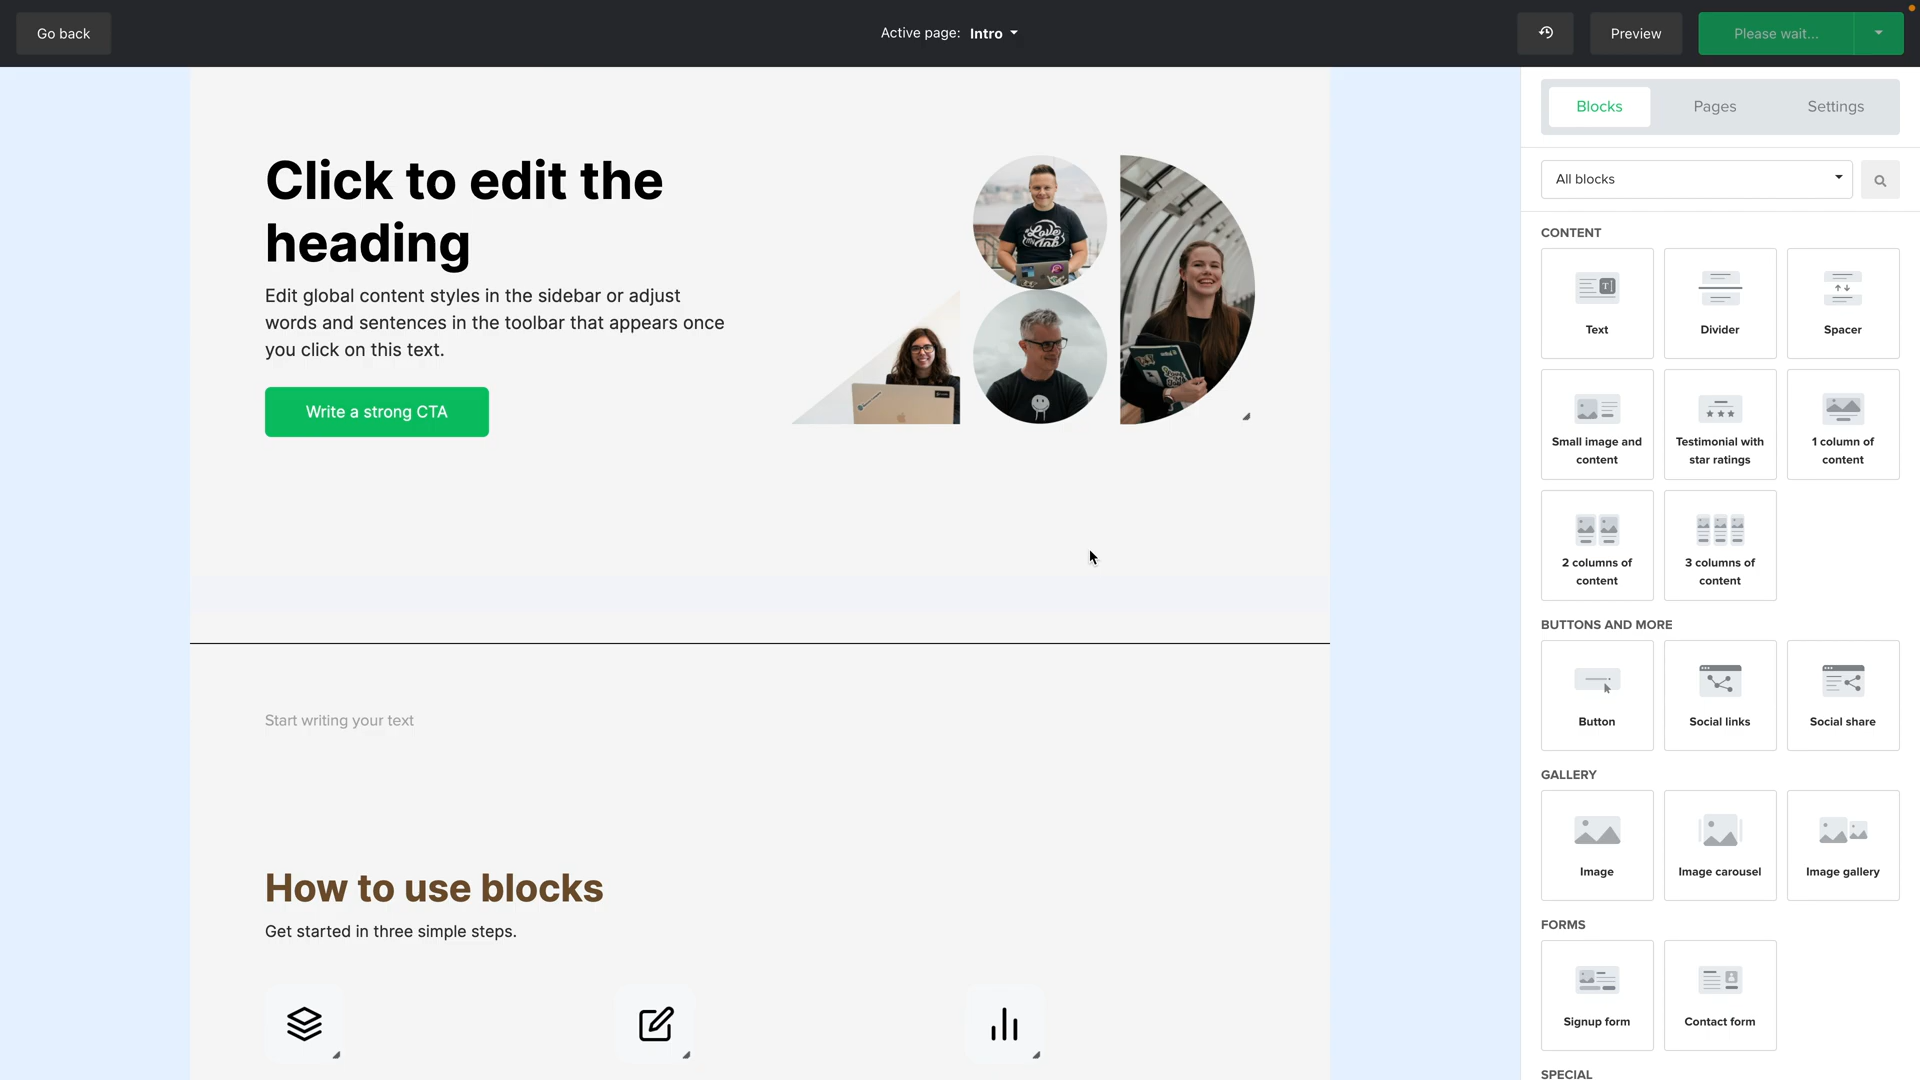 Go back
Active page: Intro
Preview
Please wait...
Blocks
Pages
Settings
All blocks
Click to edit the
heading
Edit global content styles in the sidebar or adjust
words and sentences in the toolbar that appears once
you click on this text.
Write a strong CTA
Love
my Job
Start writing your text
How to use blocks
Get started in three simple steps.
CONTENT
Text
Divider
Spacer
Small image and
content
Testimonial with
star ratings
1 column of
content
2 columns of
content
3 columns of
content
BUTTONS AND MORE
Button
Social links
Social share
GALLERY
Image
Image carousel
Image gallery
FORMS
Signup form
Contact form
SPECIAL